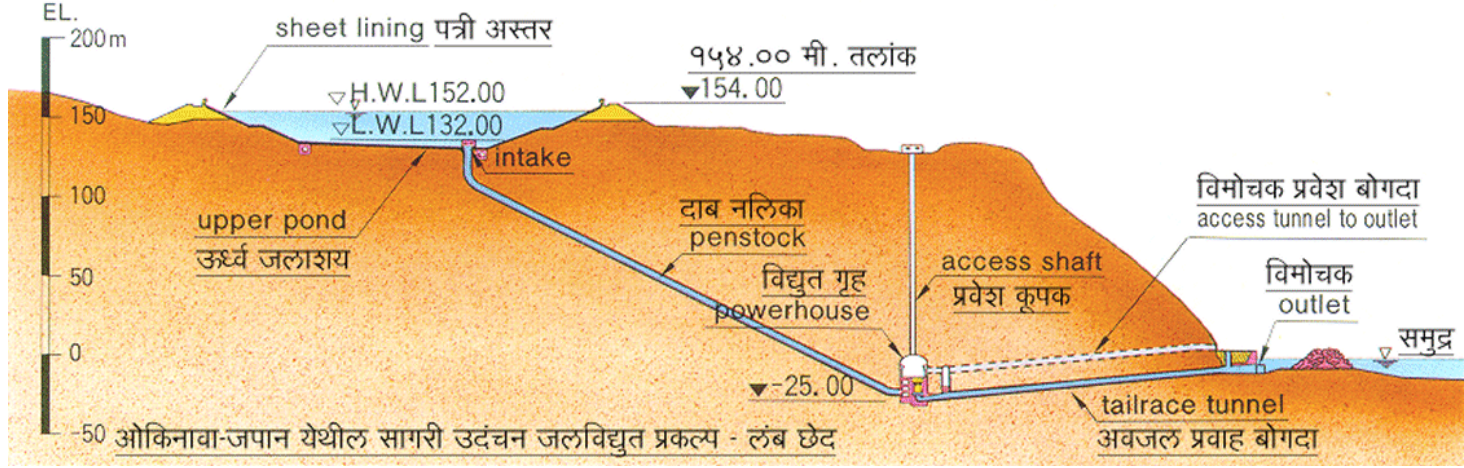 EL.
200m
150
100
50
0
-50
sheet lining पत्री अस्तर
१५४.०० मी. तलांक
154.00
H.W.L152.00
L.W.L132.00
intake
upper pond
ऊर्ध्व जलाशय
दाब नलिका
penstock
विद्युत गृह
powerhouse
access shaft
प्रवेश कूपक
विमोचक प्रवेश बोगदा
access tunnel to outlet
विमोचक
outlet
समुद्र
-25.00
tailrace tunnel
अवजल प्रवाह बोगदा
ओकिनावा-जपान येथील सागरी उदंचन जलविद्युत प्रकल्प - लंब छेद